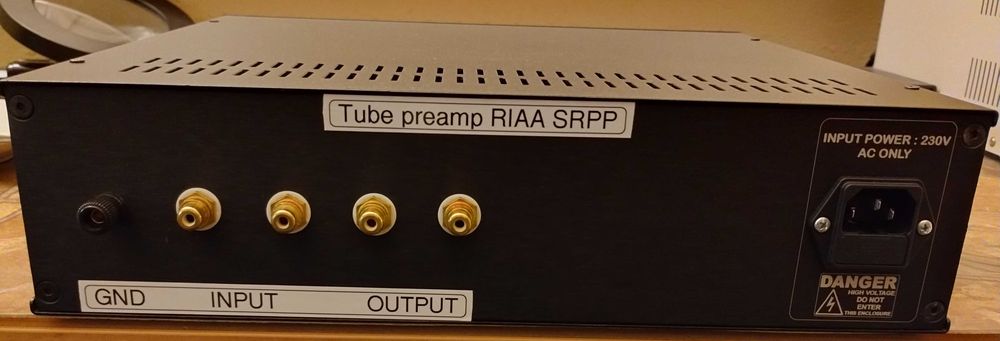 Tube preamp RIAA SRPP
INPUT POWER : 230V
AC ONLY
GND INPUT OUTPUT
DANGER
HIGH VOLTAGE
DO NOT
ENTER
THIS ENCLOSURE